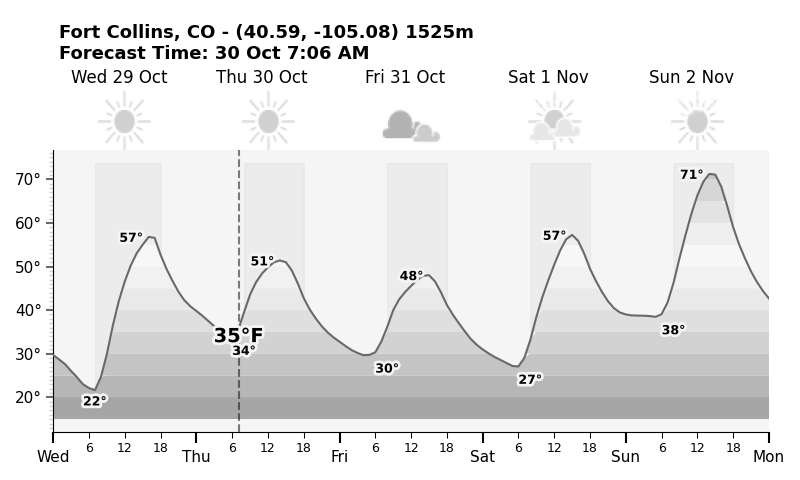 Fort Collins, CO - (40.59, -105.08) 1525m
Forecast Time: 30 Oct 7:06 AM
Wed 29 Oct Thu 30 Oct Fri 31 Oct Sat 1 Nov Sun 2 Nov
70° 71°
60° 57° 57°
50° 51° 48°
40° 38°
35°F
30° 34° 30° 27°
20° 22°
6 12 18 6 12 18 6 12 18 6 12 18 6 12 18
Wed Thu Fri Sat Sun Mon